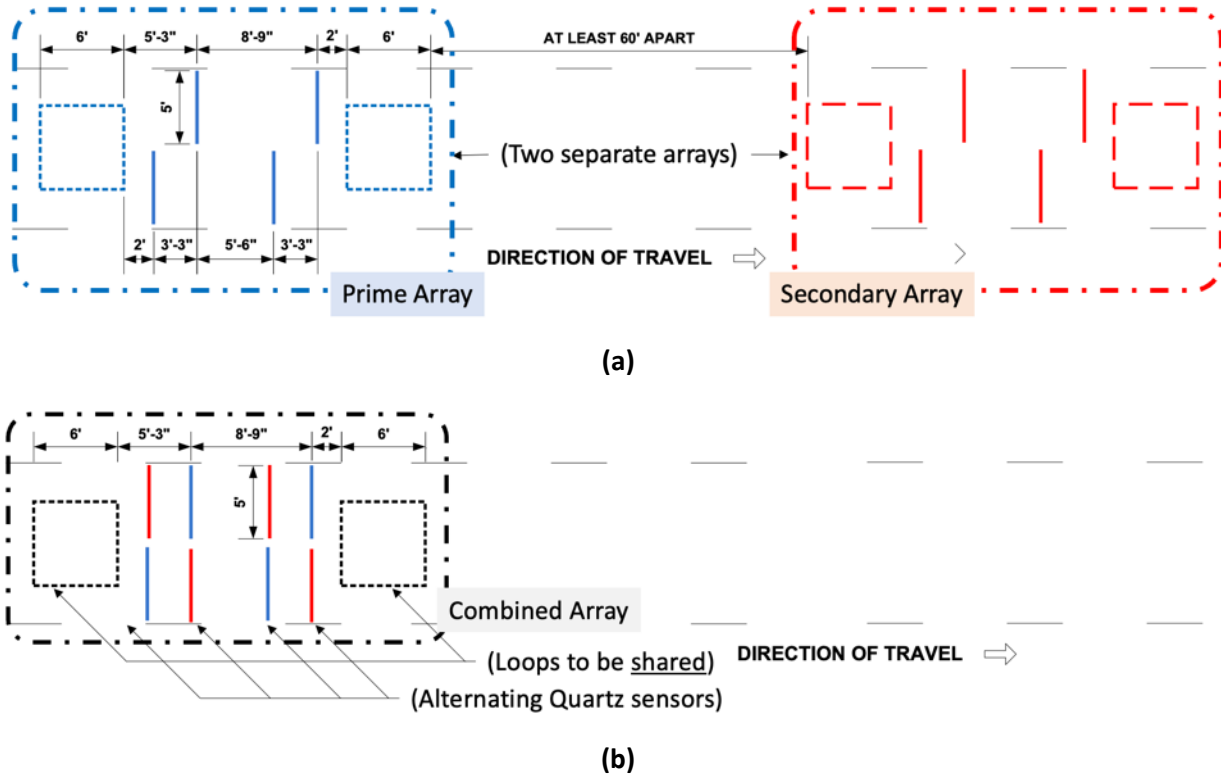 6' 5'-3" 8'-9" 2' 6' AT LEAST 60' APART
5'
(Two separate arrays)
2' 3'-3" 5'-6" 3'-3"
DIRECTION OF TRAVEL
Prime Array
Secondary Array
(a)
6' 5'-3" 8'-9" 2' 6'
5'
Combined Array
(Loops to be shared)
DIRECTION OF TRAVEL
(Alternating Quartz sensors)
(b)